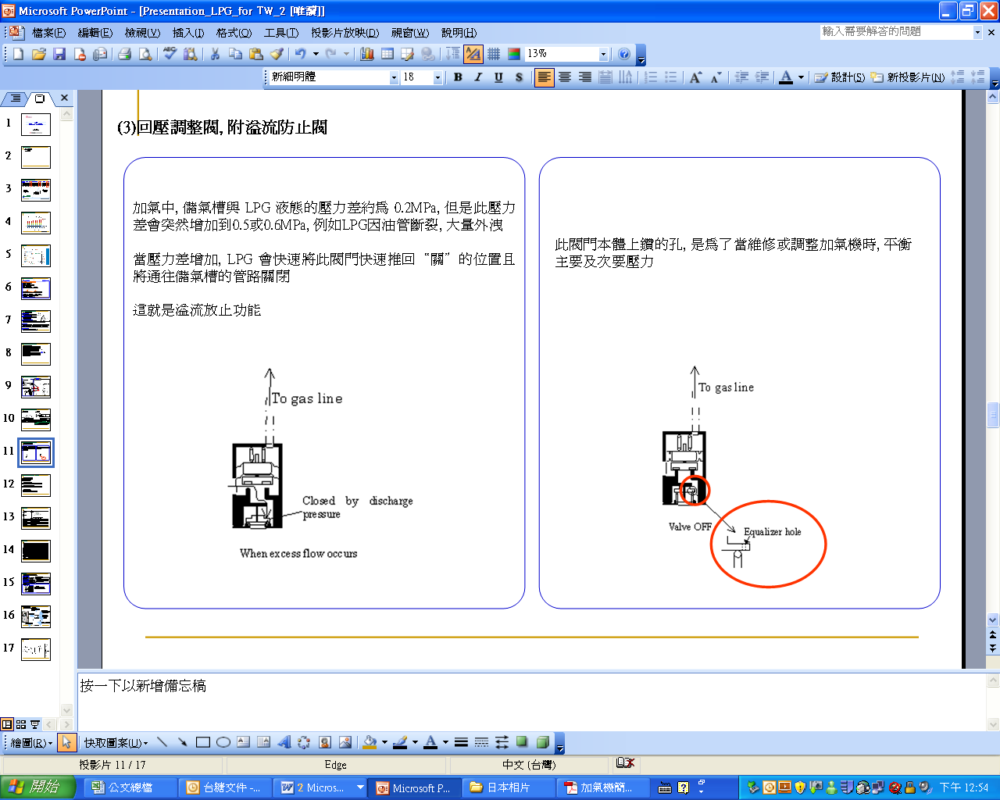 Microsoft PowerPoint - [Presentation_LPG_for TW_2 [唯讀]]
檔案(F) 編輯(E) 檢視(V) 插入(I) 格式(O) 工具(T) 投影片放映(D) 視窗(W) 說明(H) 輸入需要解答的問題
13%
新細明體 18 B I U S 設計(S) 新投影片(N)
(3)回壓調整閥, 附溢流防止閥
加氣中, 儲氣槽與 LPG 液態的壓力差約為 0.2MPa, 但是此壓力
差會突然增加到0.5或0.6MPa, 例如LPG因油管斷裂, 大量外洩
當壓力差增加, LPG 會快速將此閥門快速推回 “關” 的位置且
將通往儲氣槽的管路關閉
這就是溢流放止功能
To gas line
Closed by discharge
pressure
When excess flow occurs
此閥門本體上鑽的孔, 是為了當維修或調整加氣機時, 平衡
主要及次要壓力
To gas line
Valve OFF
Equalizer hole
1
2
3
4
5
6
7
8
9
10
11
12
13
14
15
16
17
按一下以新增備忘稿
繪圖(R) 快取圖案(U)
投影片 11 / 17 Edge 中文 (台灣)
開始 公文總檔 台糖文件 -... 2 Micros... Microsoft P... 日本相片 加氣機簡... 下午 12:54